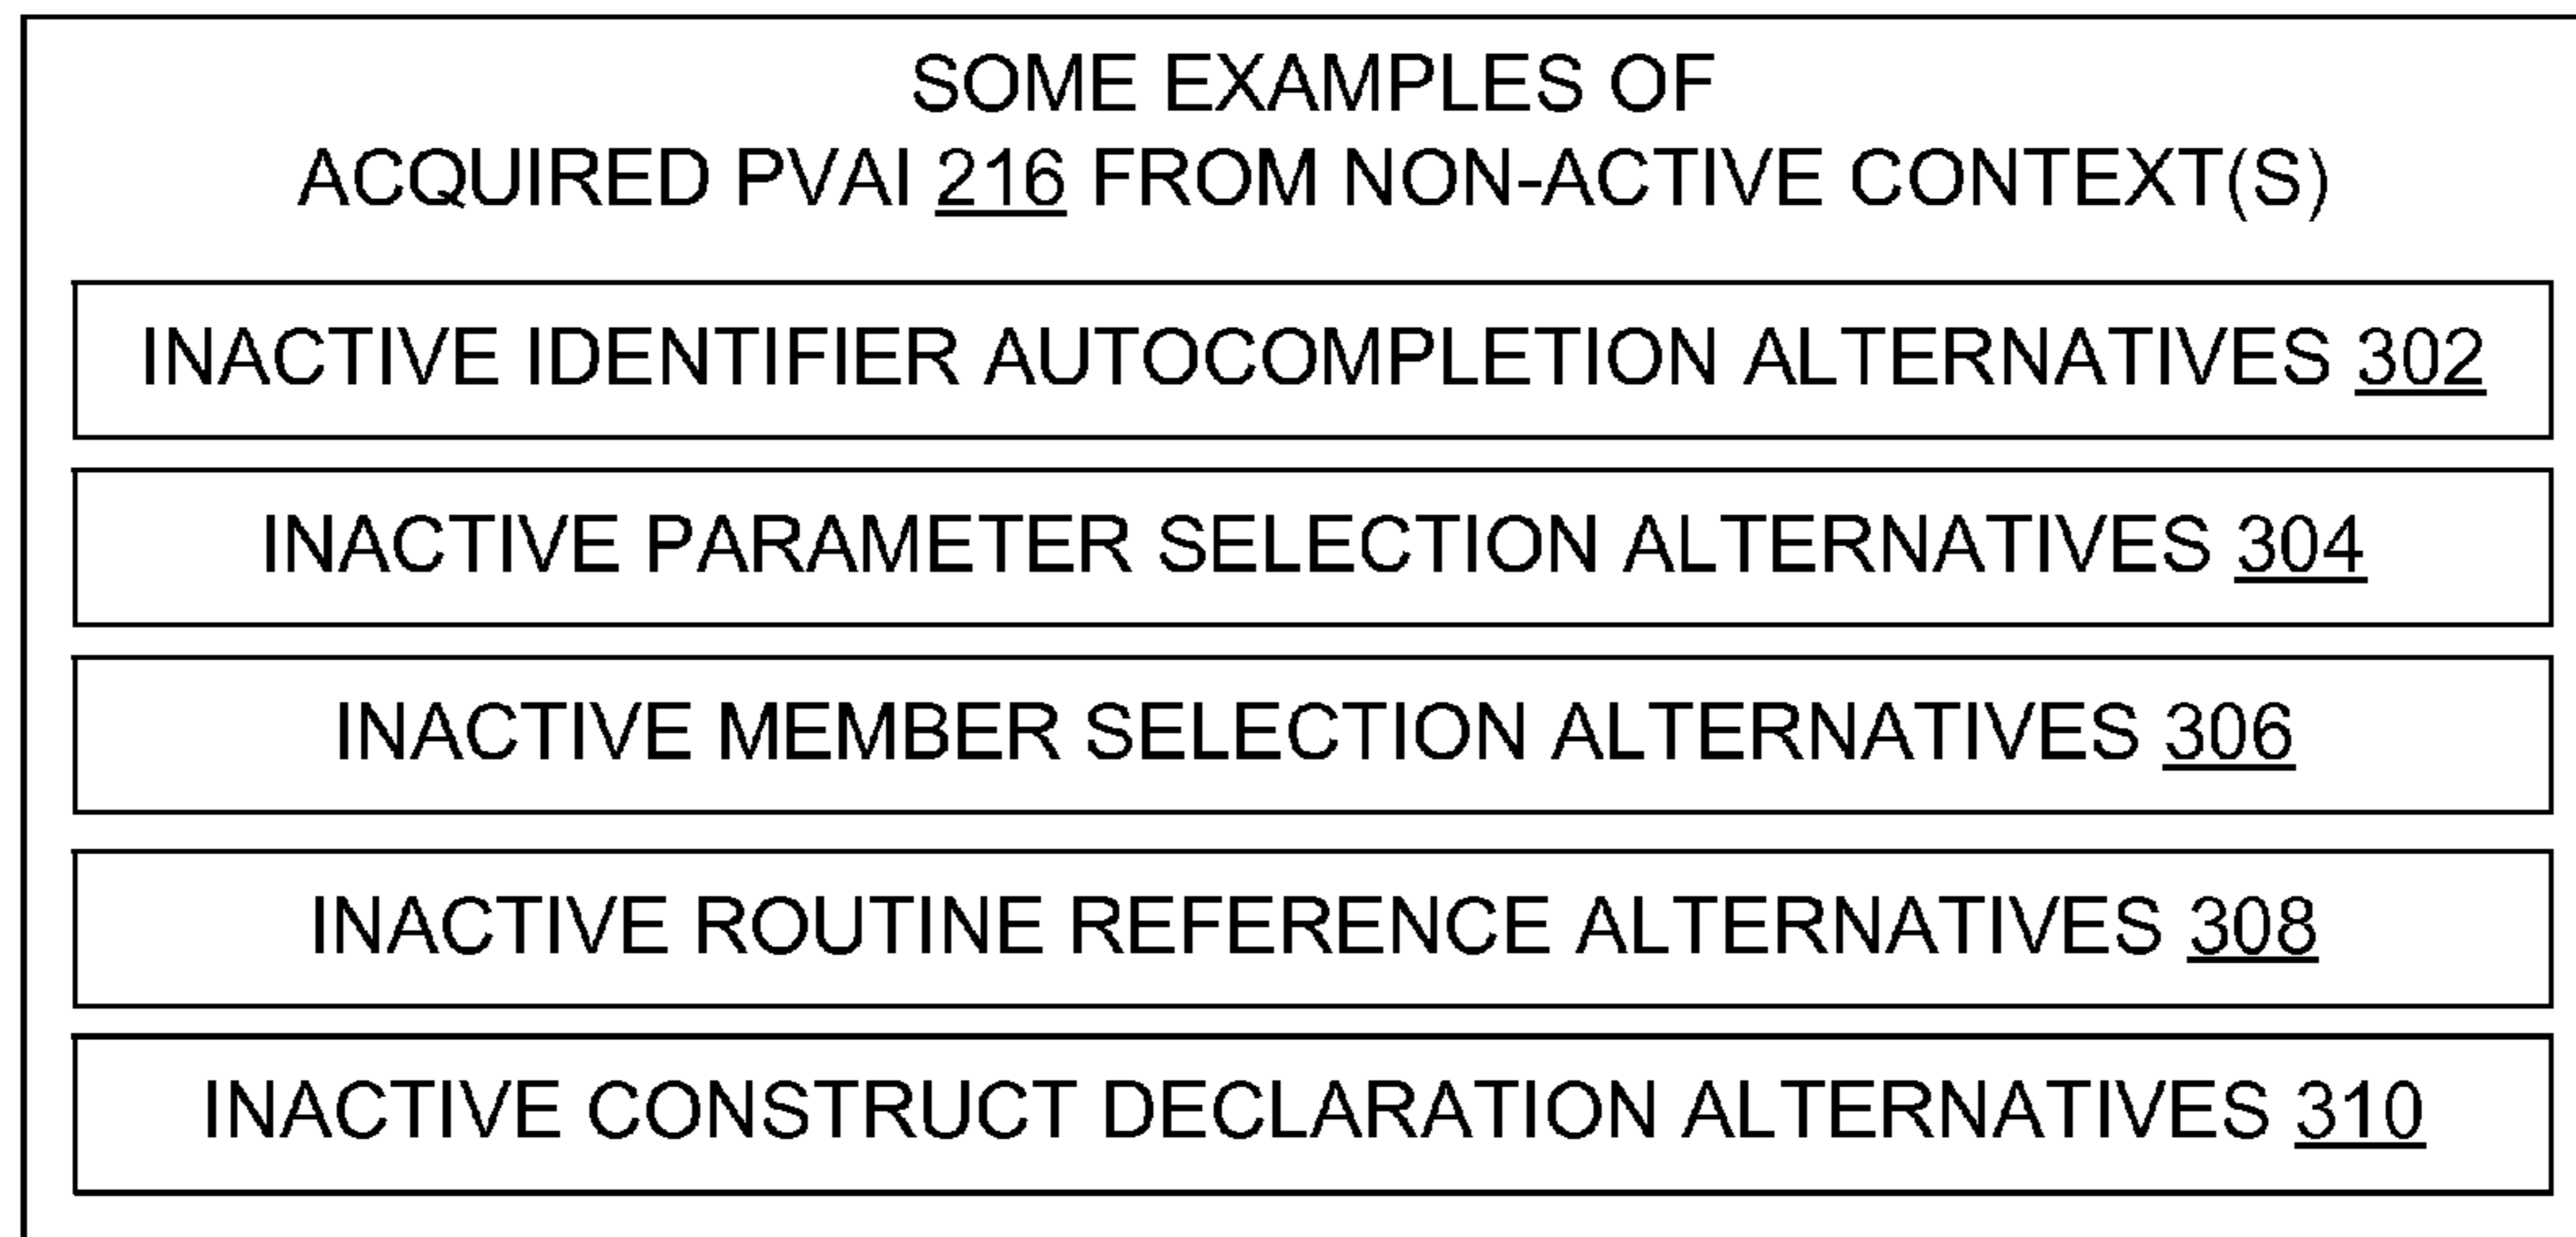 SOME EXAMPLES OF
ACQUIRED PVAI 216 FROM NON-ACTIVE CONTEXT(S)
INACTIVE IDENTIFIER AUTOCOMPLETION ALTERNATIVES 302
INACTIVE PARAMETER SELECTION ALTERNATIVES 304
INACTIVE MEMBER SELECTION ALTERNATIVES 306
INACTIVE ROUTINE REFERENCE ALTERNATIVES 308
INACTIVE CONSTRUCT DECLARATION ALTERNATIVES 310